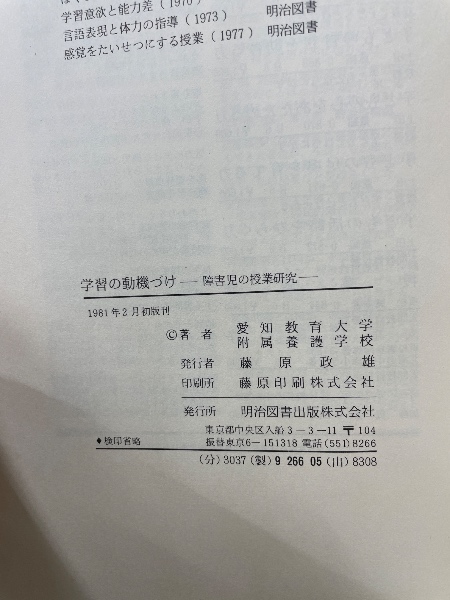 学習意欲と能力差（1970）
言語表現と体力の指導（1973）　明治図書
感覚をたいせつにする授業（1977）　明治図書
学習の動機づけ――障害児の授業研究――
1981年2月初版刊
©著者　愛知教育大学
附属養護学校
発行者　藤原政雄
印刷所　藤原印刷株式会社
発行所　明治図書出版株式会社
東京都中央区入船3－3－11 〒104
♦検印省略　振替東京6－151318 電話(551)8266
(分)3037(製)9 266 05(出)8308